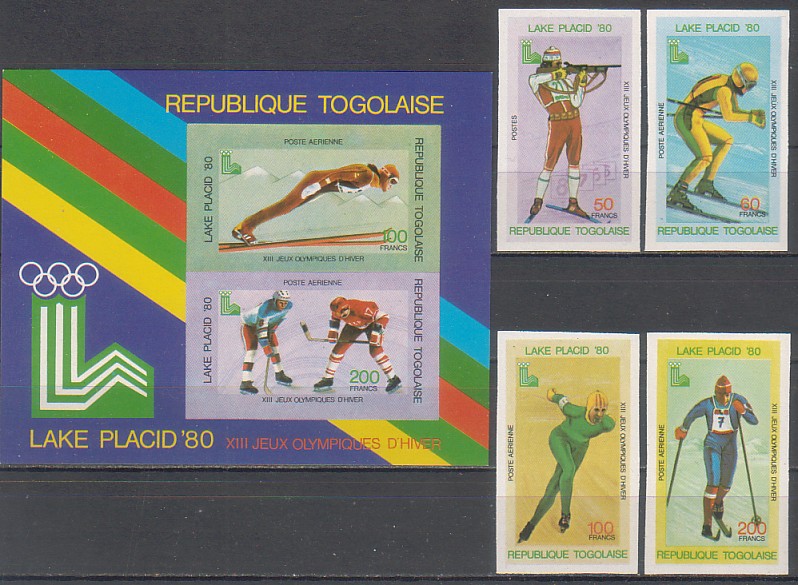 REPUBLIQUE TOGOLAISE
POSTE AERIENNE
LAKE PLACID '80
REPUBLIQUE TOGOLAISE
100
FRANCS
XIII JEUX OLYMPIQUES D'HIVER
POSTE AERIENNE
LAKE PLACID '80
REPUBLIQUE TOGOLAISE
17
200
FRANCS
XIII JEUX OLYMPIQUES D'HIVER
LAKE PLACID '80 XIII JEUX OLYMPIQUES D'HIVER
LAKE PLACID '80
POSTES
XIII JEUX OLYMPIQUES D'HIVER
50
FRANCS
REPUBLIQUE TOGOLAISE
LAKE PLACID '80
POSTE AERIENNE
XIII JEUX OLYMPIQUES D'HIVER
60
FRANCS
REPUBLIQUE TOGOLAISE
LAKE PLACID '80
POSTE AERIENNE
XIII JEUX OLYMPIQUES D'HIVER
100
FRANCS
REPUBLIQUE TOGOLAISE
LAKE PLACID '80
POSTE AERIENNE
XIII JEUX OLYMPIQUES D'HIVER
7
200
FRANCS
REPUBLIQUE TOGOLAISE